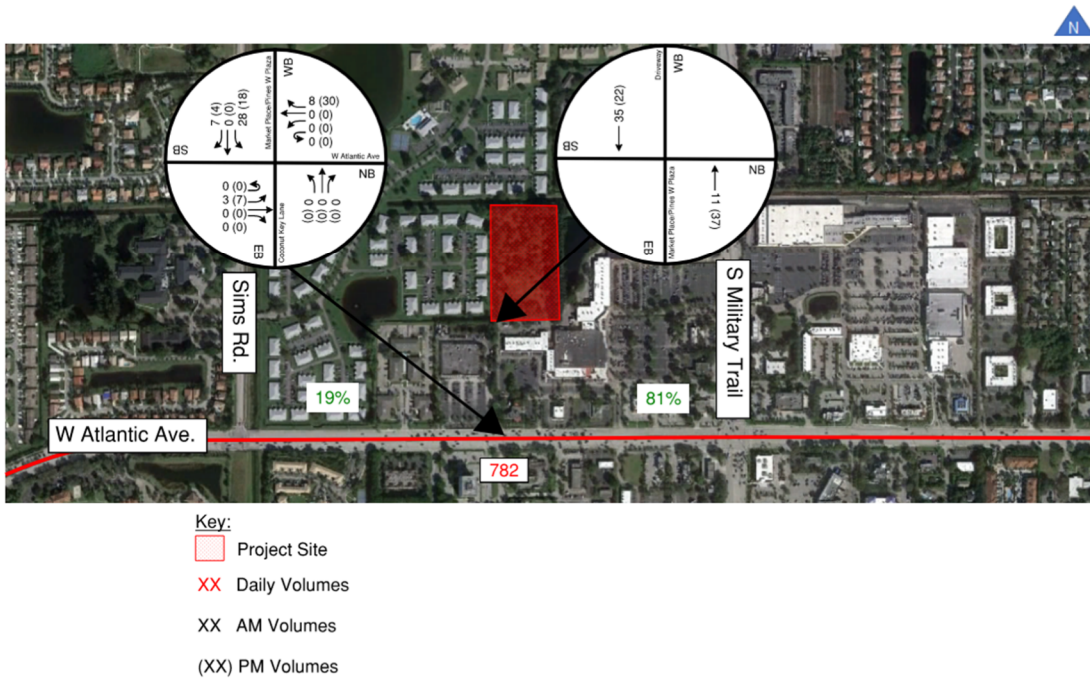 N
WB
Market Place/Pines W Plaza
7 (4)
0 (0)
28 (18)
8 (30)
0 (0)
0 (0)
0 (0)
SB
W Atlantic Ave
NB
0 (0)
3 (7)
0 (0)
0 (0)
0 (0)
0 (0)
0 (0)
Coconut Key Lane
EB
WB
Driveway
35 (22)
SB
NB
Market Place/Pines W Plaza
11 (37)
EB
Sims Rd.
S Military Trail
19%
81%
W Atlantic Ave.
782
Key:
Project Site
XX Daily Volumes
XX AM Volumes
(XX) PM Volumes